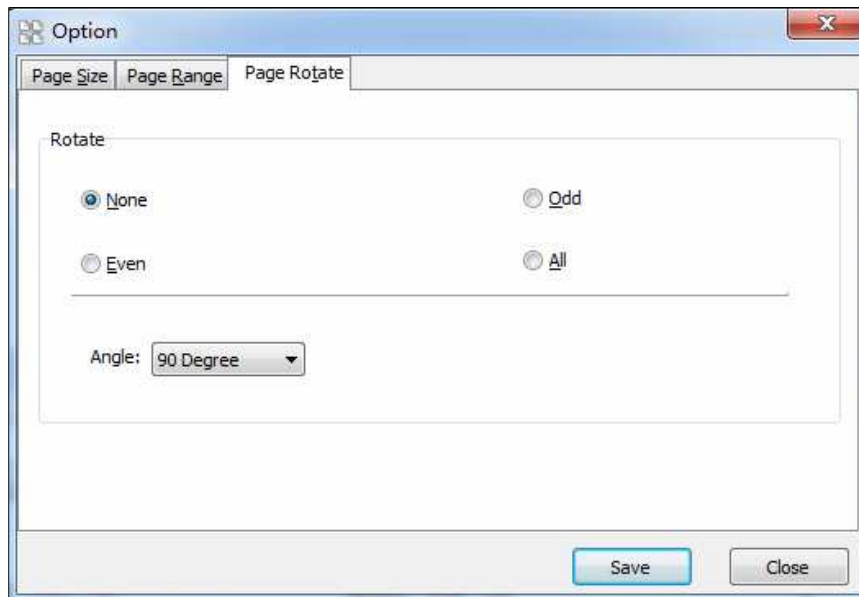 Option
Page Size Page Range Page Rotate
Rotate
None Odd
Even All
Angle: 90 Degree
Save Close